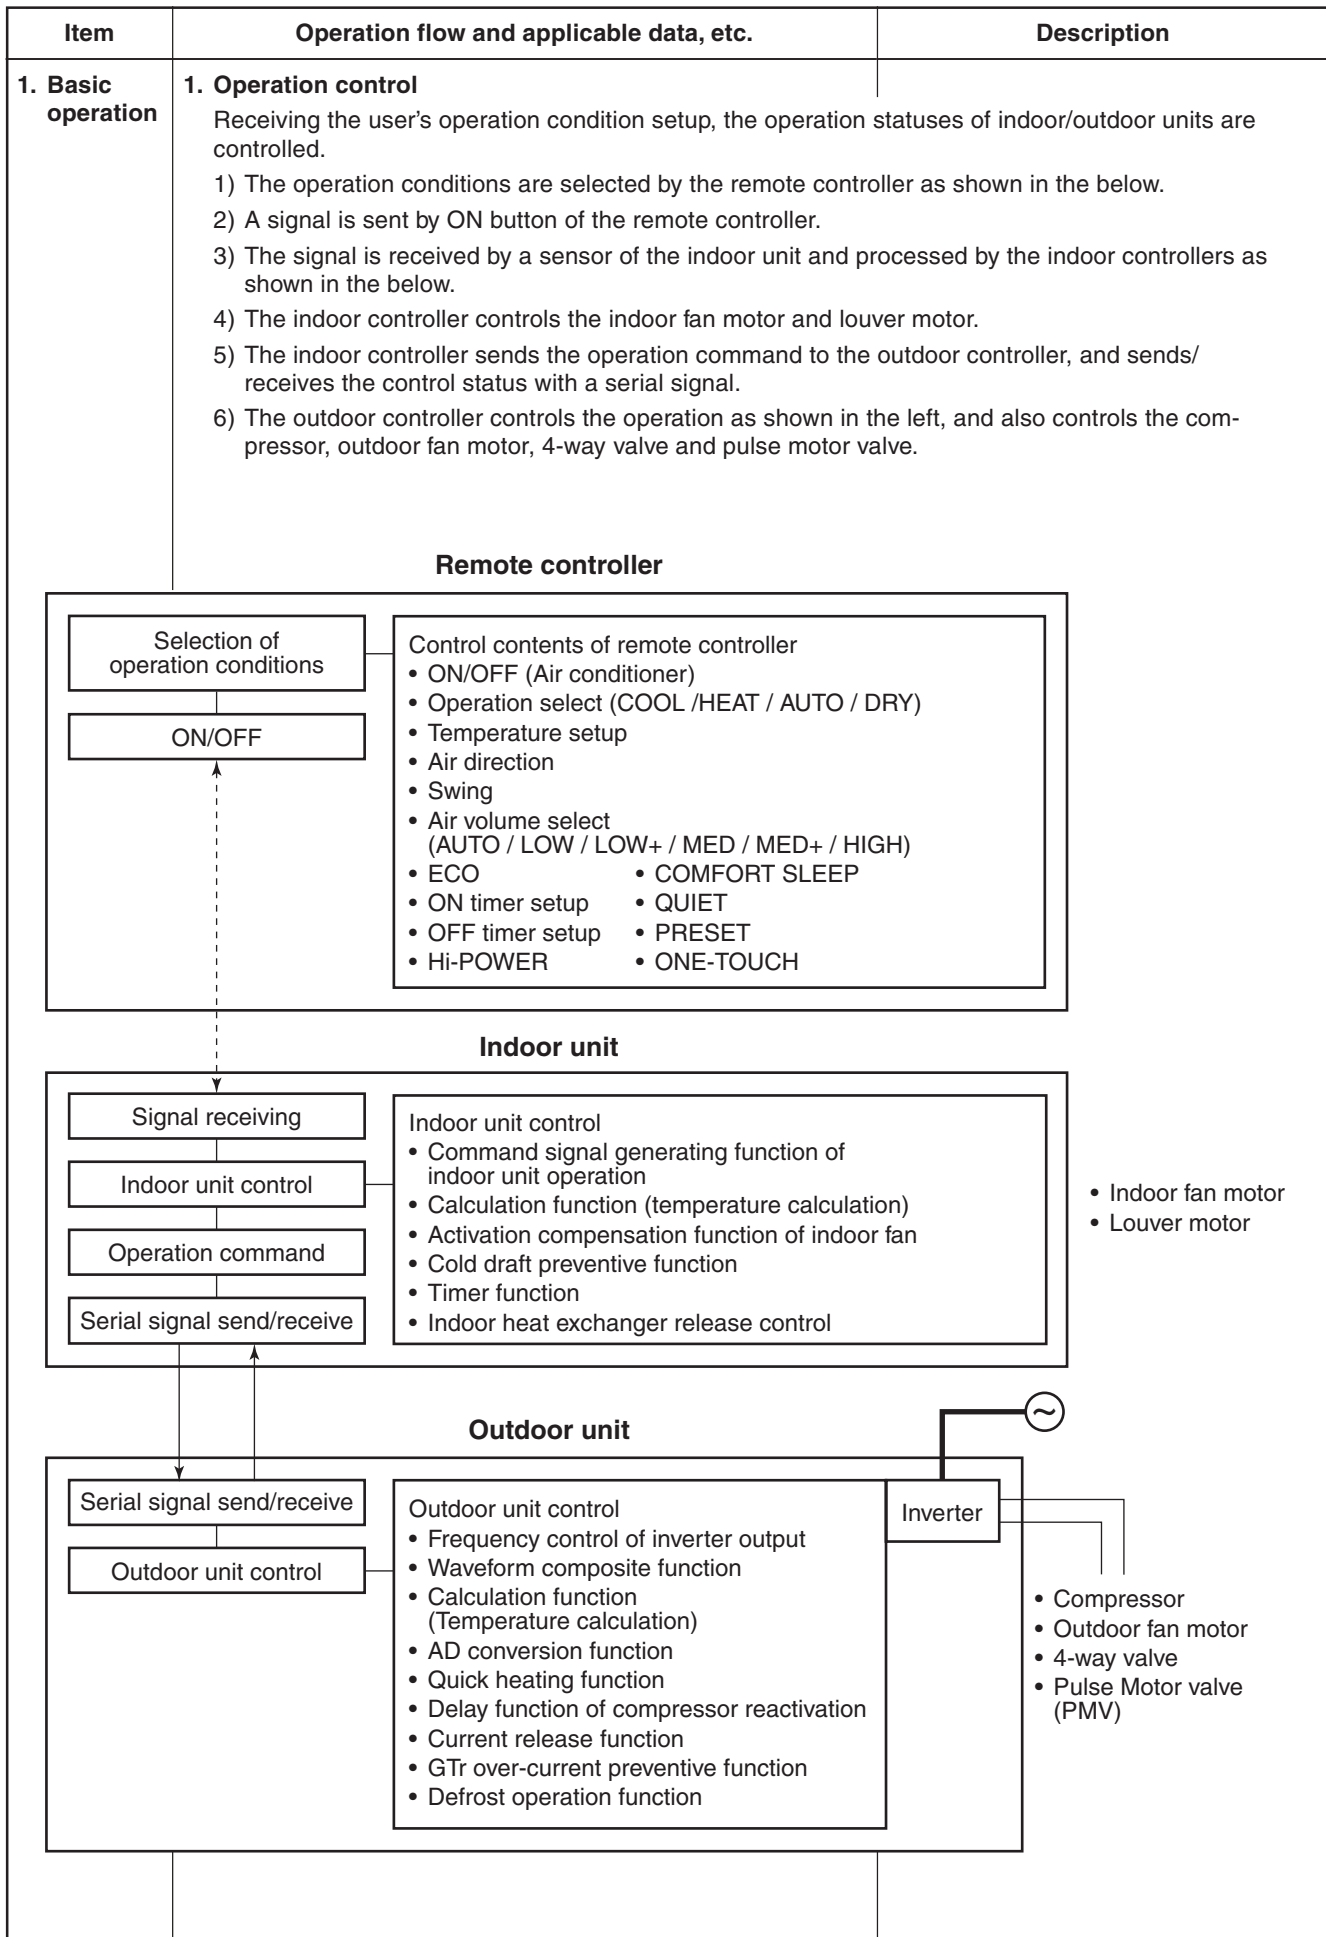 Item
Operation flow and applicable data, etc.
Description
1. Basic
operation
1. Operation control
Receiving the user's operation condition setup, the operation statuses of indoor/outdoor units are
controlled.
1) The operation conditions are selected by the remote controller as shown in the below.
2) A signal is sent by ON button of the remote controller.
3) The signal is received by a sensor of the indoor unit and processed by the indoor controllers as
shown in the below.
4) The indoor controller controls the indoor fan motor and louver motor.
5) The indoor controller sends the operation command to the outdoor controller, and sends/
receives the control status with a serial signal.
6) The outdoor controller controls the operation as shown in the left, and also controls the com-
pressor, outdoor fan motor, 4-way valve and pulse motor valve.
Remote controller
Selection of
operation conditions
ON/OFF
Control contents of remote controller
• ON/OFF (Air conditioner)
• Operation select (COOL /HEAT / AUTO / DRY)
• Temperature setup
• Air direction
• Swing
• Air volume select
(AUTO / LOW / LOW+ / MED / MED+ / HIGH)
• ECO • COMFORT SLEEP
• ON timer setup • QUIET
• OFF timer setup • PRESET
• Hi-POWER • ONE-TOUCH
Indoor unit
Signal receiving
Indoor unit control
Operation command
Serial signal send/receive
Indoor unit control
• Command signal generating function of
indoor unit operation
• Calculation function (temperature calculation)
• Activation compensation function of indoor fan
• Cold draft preventive function
• Timer function
• Indoor heat exchanger release control
• Indoor fan motor
• Louver motor
Outdoor unit
~
Serial signal send/receive
Outdoor unit control
Outdoor unit control
• Frequency control of inverter output
• Waveform composite function
• Calculation function
(Temperature calculation)
• AD conversion function
• Quick heating function
• Delay function of compressor reactivation
• Current release function
• GTr over-current preventive function
• Defrost operation function
Inverter
• Compressor
• Outdoor fan motor
• 4-way valve
• Pulse Motor valve
(PMV)